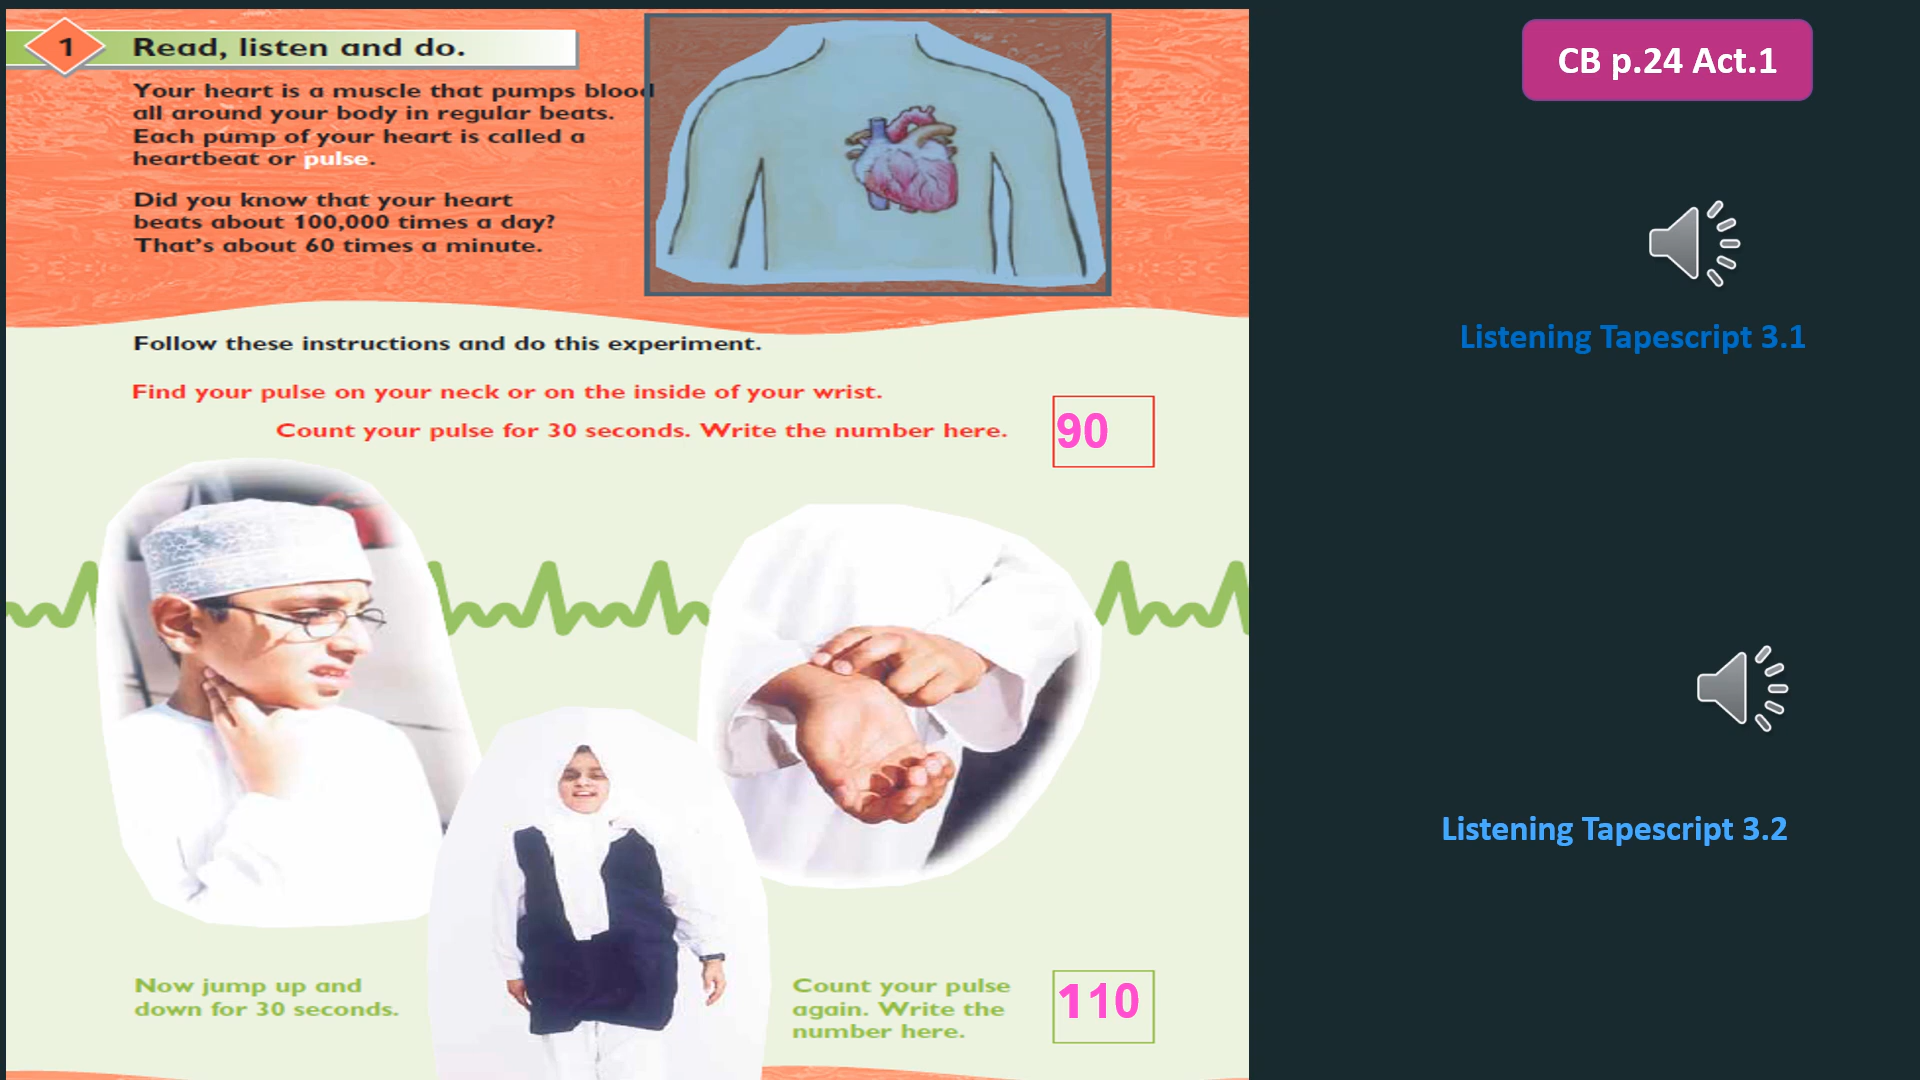 1 Read, listen and do.
Your heart is a muscle that pumps blood
all around your body in regular beats.
Each pump of your heart is called a
heartbeat or pulse.
Did you know that your heart
beats about 100,000 times a day?
That's about 60 times a minute.
Follow these instructions and do this experiment.
Find your pulse on your neck or on the inside of your wrist.
Count your pulse for 30 seconds. Write the number here.
90
Now jump up and
down for 30 seconds.
Count your pulse
again. Write the
number here.
110
CB p.24 Act.1
Listening Tapescript 3.1
Listening Tapescript 3.2